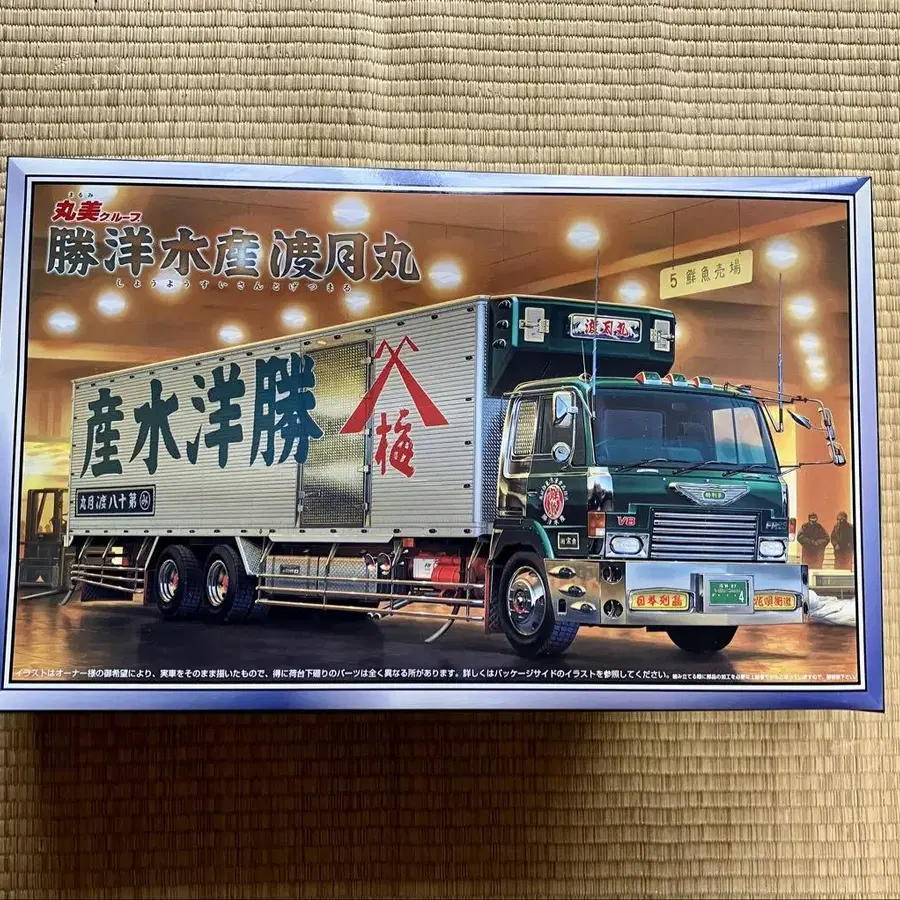 まるみ
丸美グループ
勝洋水産 渡月丸
しょうようすいさんとげつまる
5 鮮魚売場
渡月丸
産水洋勝
梅
丸月渡八十第
V8
4
イラストはオーナー様の御希望により、実車をそのまま描いたもので、特に荷台下廻りのパーツは全く異なる所があります。詳しくはパッケージサイドのイラストを参照してください。